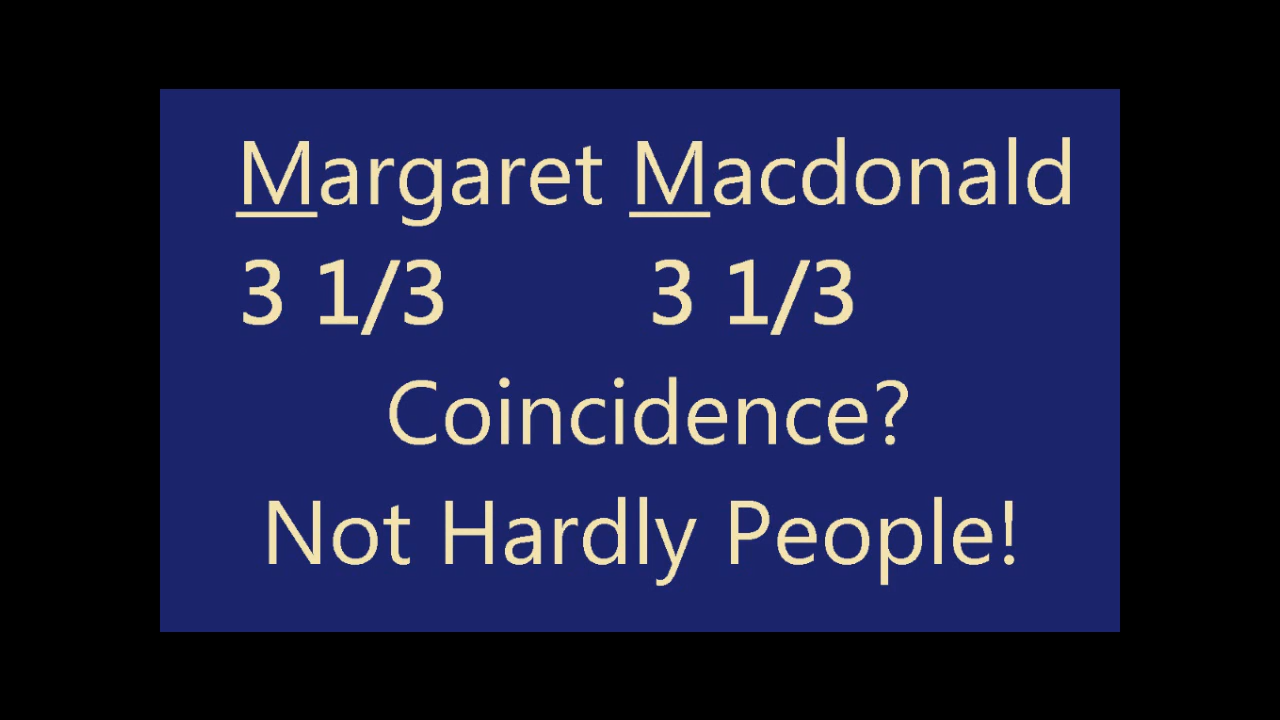 Margaret Macdonald
3 1/3 3 1/3
Coincidence?
Not Hardly People!